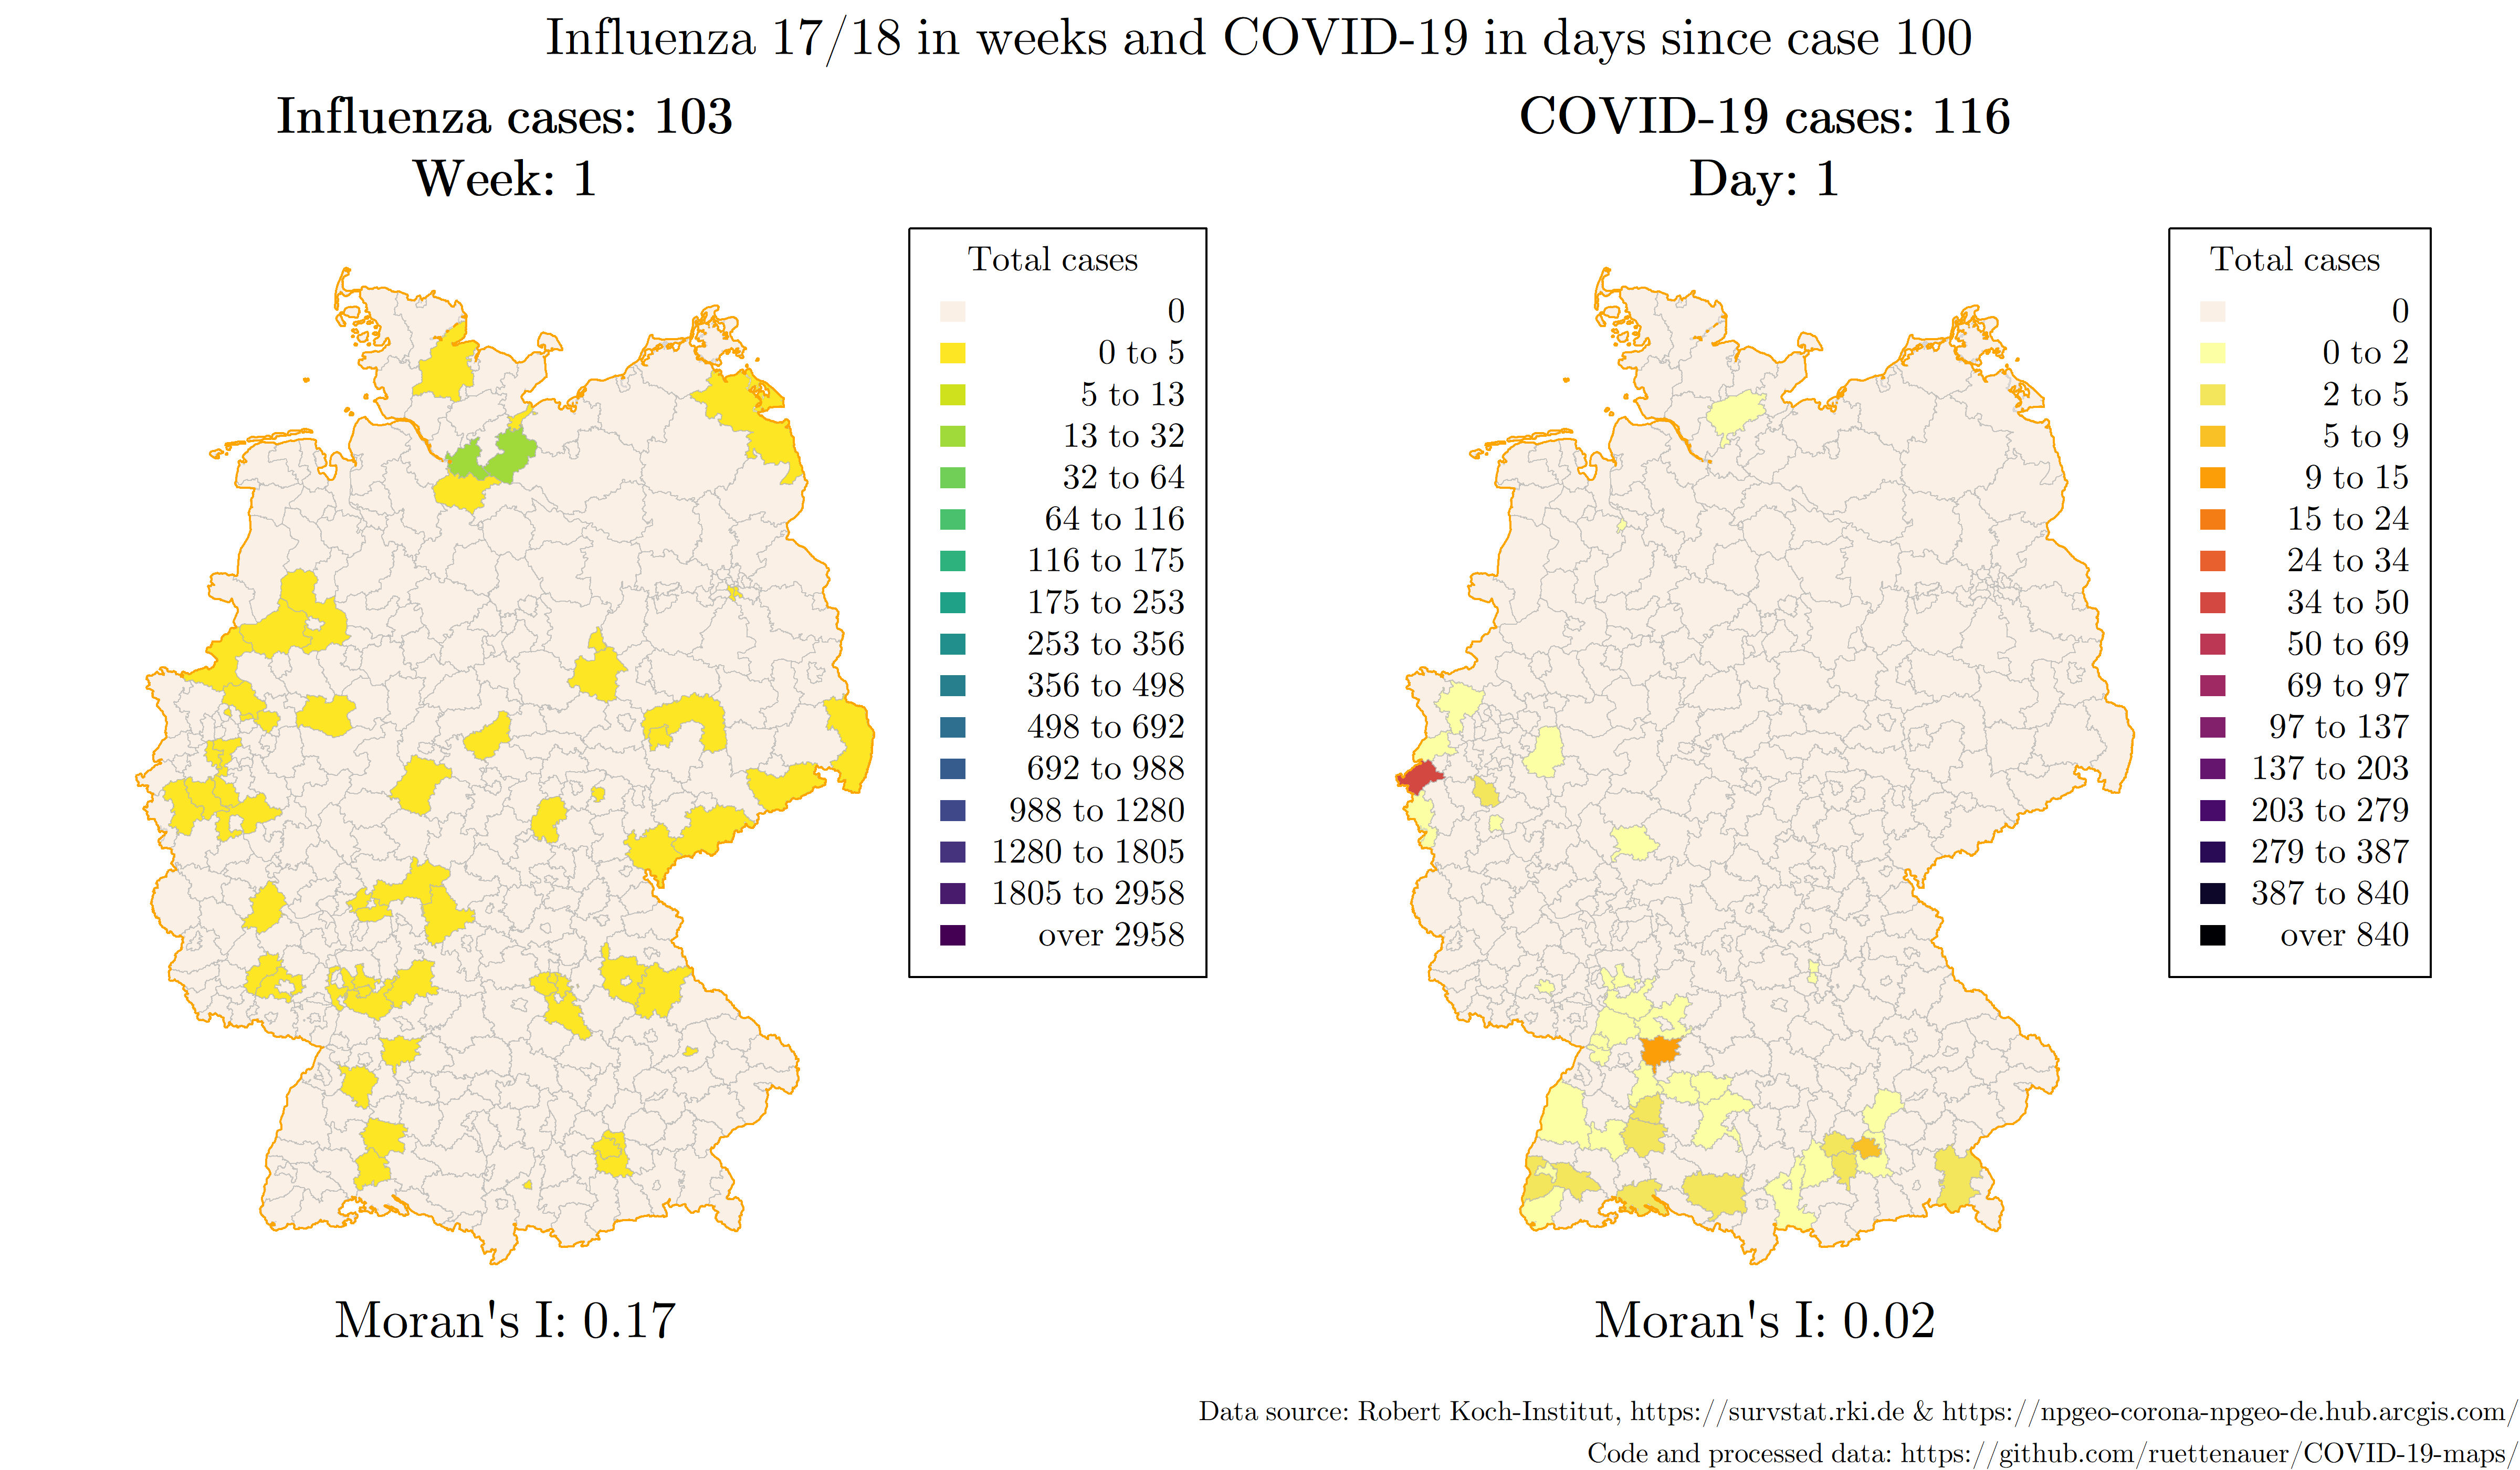 Influenza 17/18 in weeks and COVID-19 in days since case 100
Influenza cases: 103
Week: 1
Total cases
0
0 to 5
5 to 13
13 to 32
32 to 64
64 to 116
116 to 175
175 to 253
253 to 356
356 to 498
498 to 692
692 to 988
988 to 1280
1280 to 1805
1805 to 2958
over 2958
Moran's I: 0.17
COVID-19 cases: 116
Day: 1
Total cases
0
0 to 2
2 to 5
5 to 9
9 to 15
15 to 24
24 to 34
34 to 50
50 to 69
69 to 97
97 to 137
137 to 203
203 to 279
279 to 387
387 to 840
over 840
Moran's I: 0.02
Data source: Robert Koch-Institut, https://survstat.rki.de & https://npgeo-corona-npgeo-de.hub.arcgis.com/
Code and processed data: https://github.com/ruettenauer/COVID-19-maps/